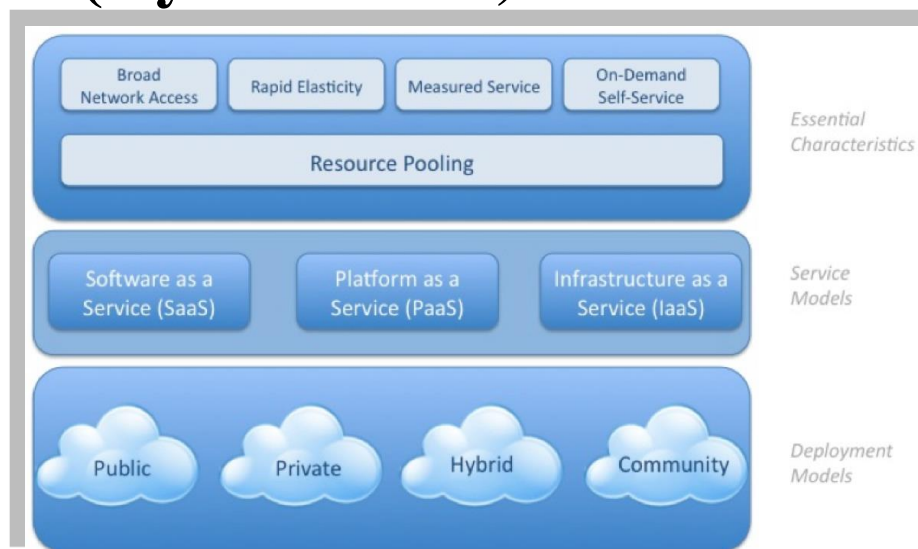 Broad
Network Access
Rapid Elasticity
Measured Service
On-Demand
Self-Service
Essential
Characteristics
Resource Pooling
Software as a
Service (SaaS)
Platform as a
Service (PaaS)
Infrastructure as a
Service (IaaS)
Service
Models
Public
Private
Hybrid
Community
Deployment
Models